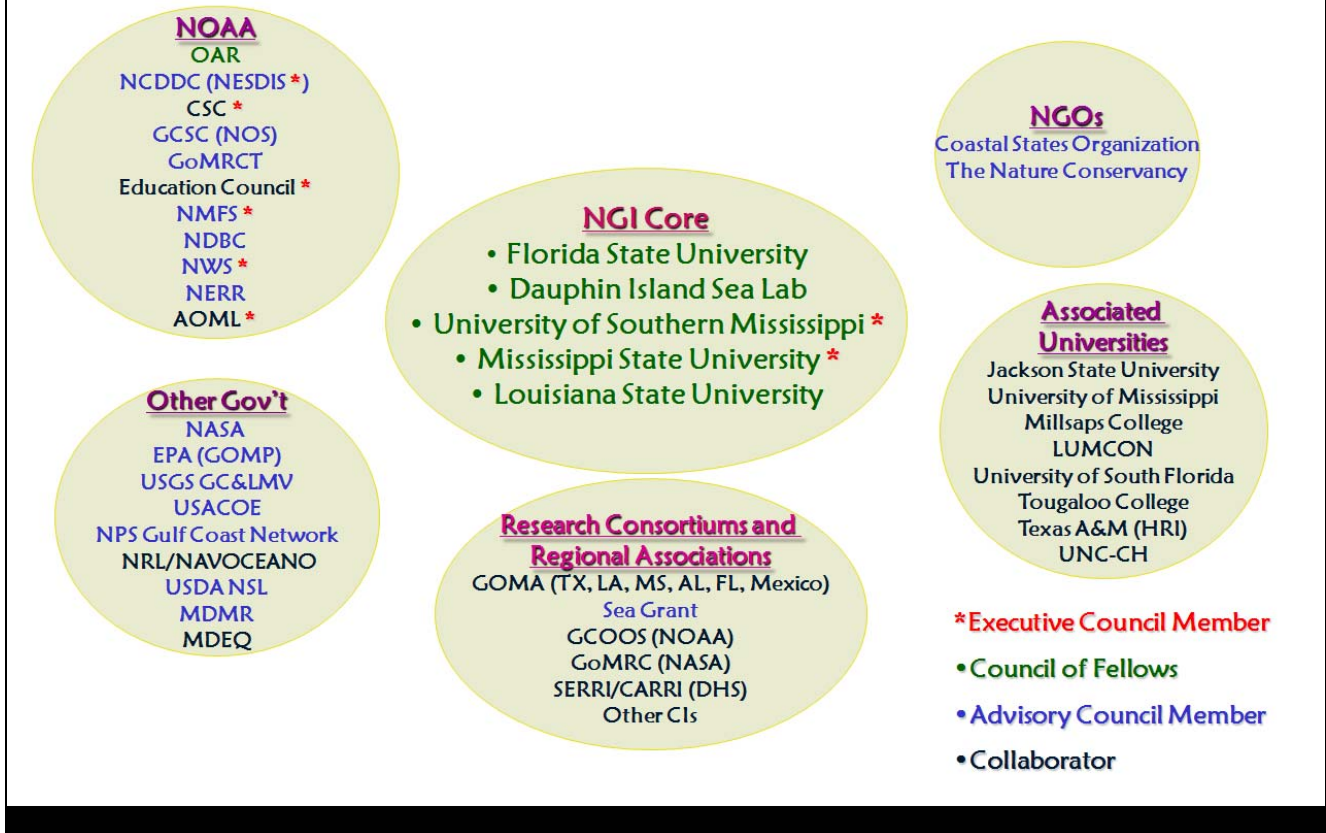 NOAA
OAR
NCDDC (NESDIS *)
CSC *
GCSC (NOS)
GoMRCT
Education Council *
NMFS *
NDBC
NWS *
NERR
AOML *
NGOs
Coastal States Organization
The Nature Conservancy
NGI Core
• Florida State University
• Dauphin Island Sea Lab
• University of Southern Mississippi *
• Mississippi State University *
• Louisiana State University
Associated
Universities
Jackson State University
University of Mississippi
Millsaps College
LUMCON
University of South Florida
Tougaloo College
Texas A&M (HRI)
UNC-CH
Other Gov't
NASA
EPA (GOMP)
USGS GC&LMV
USACOE
NPS Gulf Coast Network
NRL/NAVOCEANO
USDA NSL
MDMR
MDEQ
Research Consortiums and
Regional Associations
GOMA (TX, LA, MS, AL, FL, Mexico)
Sea Grant
GCOOS (NOAA)
GoMRC (NASA)
SERRI/CARRI (DHS)
Other CIs
*Executive Council Member
•Council of Fellows
•Advisory Council Member
•Collaborator